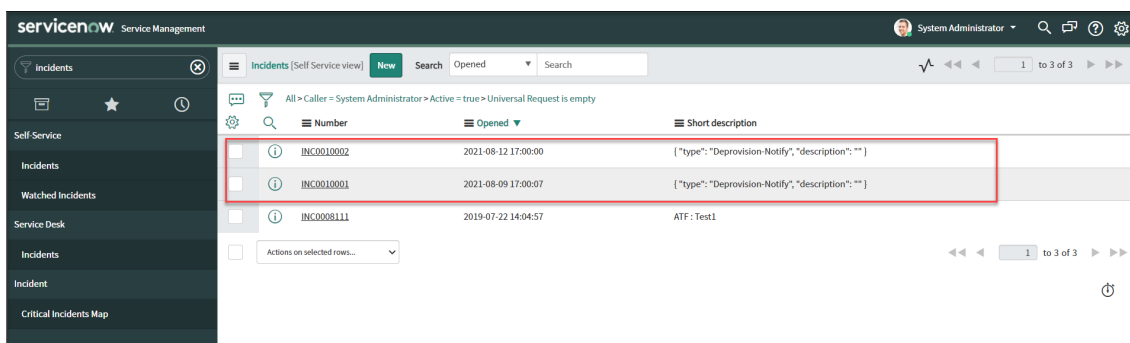 servicenow Service Management
System Administrator
incidents
Incidents [Self Service view] New Search Opened Search
1 to 3 of 3
All > Caller = System Administrator > Active = true > Universal Request is empty
Number Opened Short description
Self-Service
Incidents
Watched Incidents
Service Desk
Incidents
Incident
Critical Incidents Map
INC0010002 2021-08-12 17:00:00 { "type": "Deprovision-Notify", "description": "" }
INC0010001 2021-08-09 17:00:07 { "type": "Deprovision-Notify", "description": "" }
INC0008111 2019-07-22 14:04:57 ATF : Test1
Actions on selected rows...
1 to 3 of 3